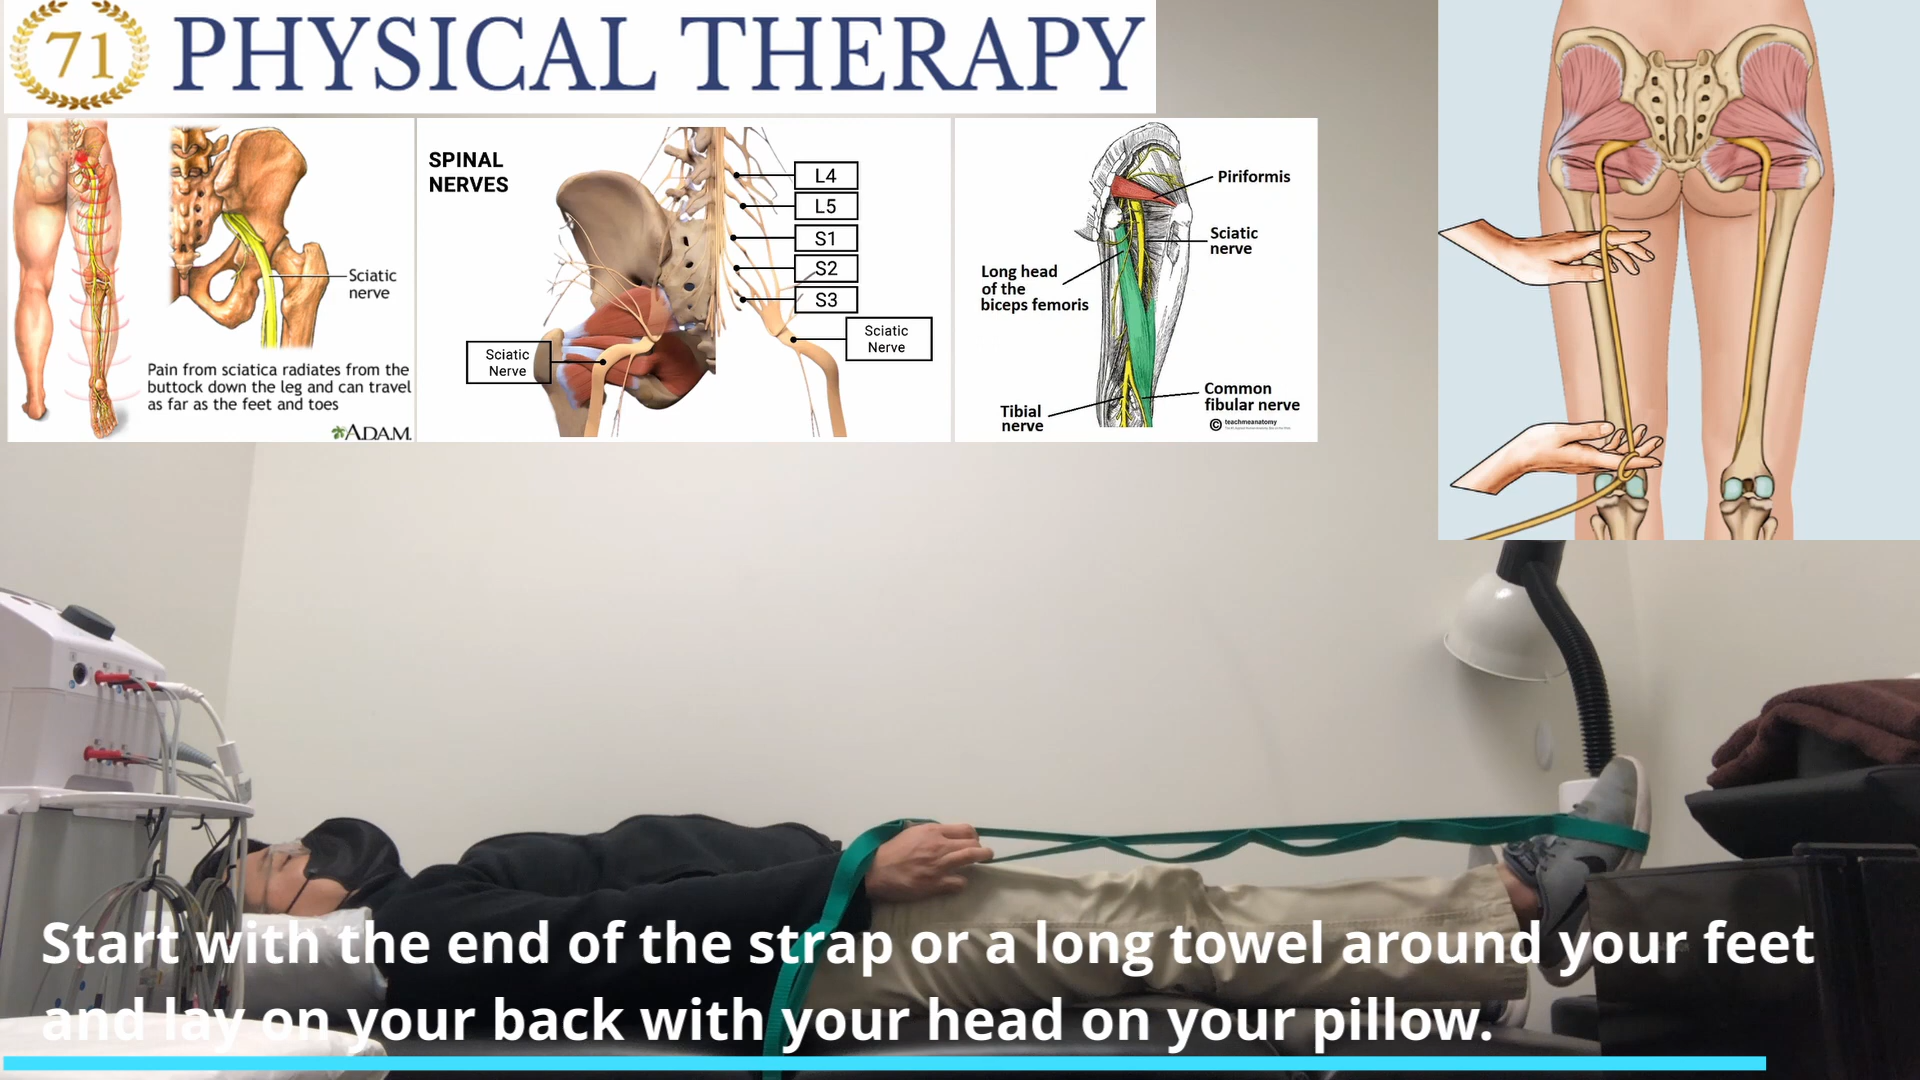 71 PHYSICAL THERAPY
Sciatic
nerve
Pain from sciatica radiates from the
buttock down the leg and can travel
as far as the feet and toes
ADAM.
SPINAL
NERVES
L4
L5
S1
S2
S3
Sciatic
Nerve
Sciatic
Nerve
Piriformis
Sciatic
nerve
Long head
of the
biceps femoris
Common
fibular nerve
Tibial
nerve
© teachmeanatomy
Start with the end of the strap or a long towel around your feet
and lay on your back with your head on your pillow.